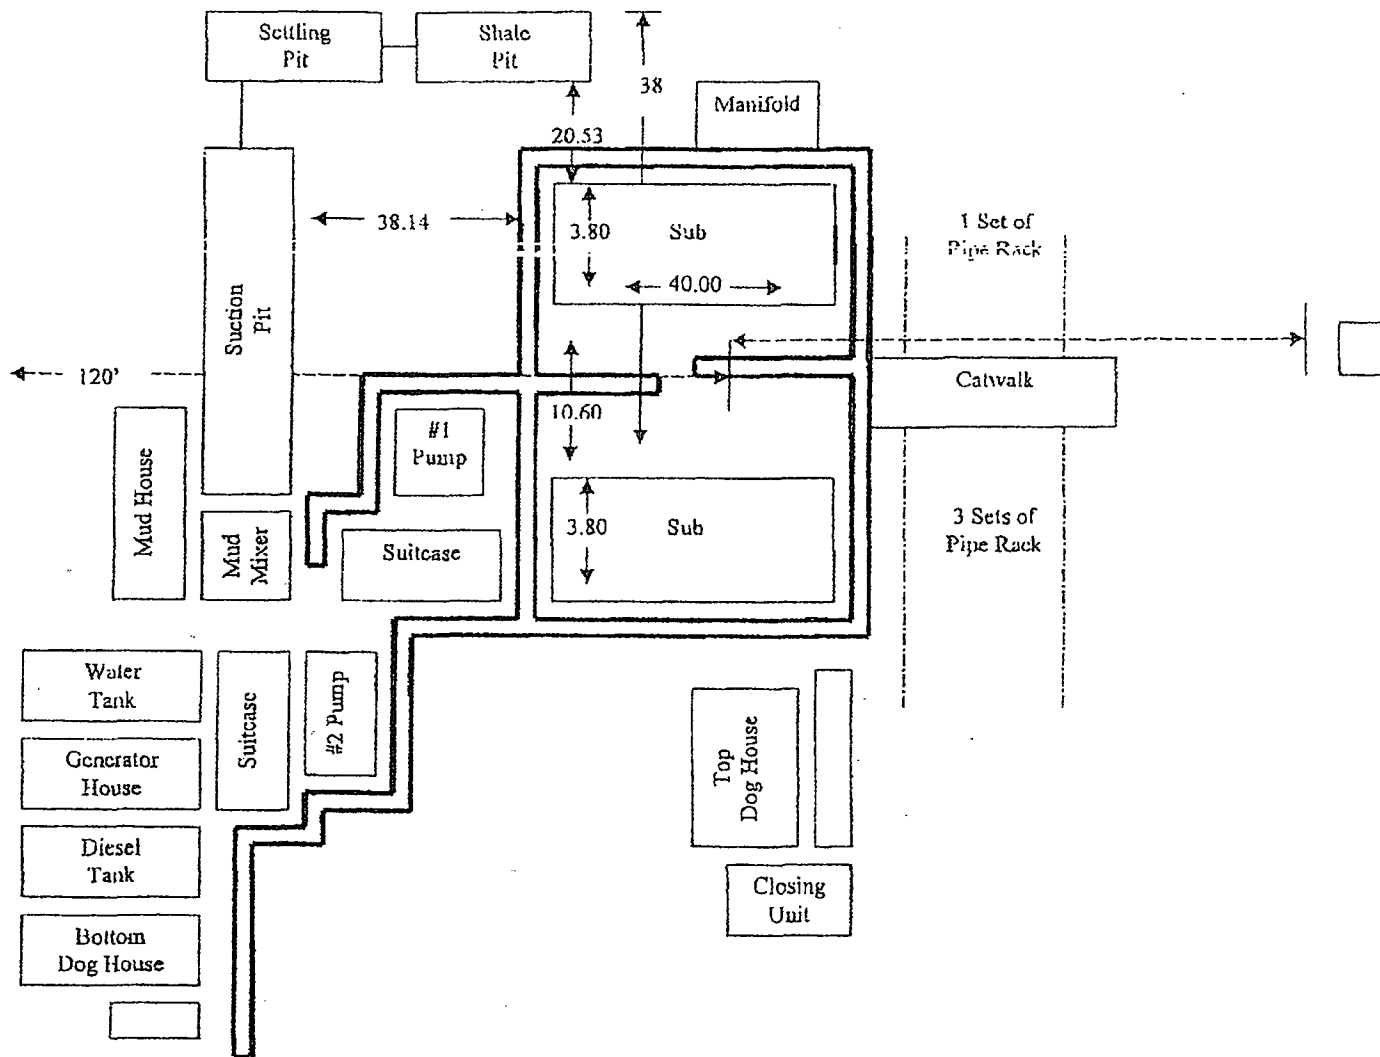 Settling
Pit
Shale
Pit
38
Manifold
20.53
38.14
3.80
Sub
1 Set of
Pipe Rack
40.00
Suction
Pit
120'
Catwalk
10.60
#1
Pump
Mud House
Mud
Mixer
Suitcase
3.80
Sub
3 Sets of
Pipe Rack
Water
Tank
Suitcase
#2 Pump
Generator
House
Top
Dog House
Diesel
Tank
Closing
Unit
Bottom
Dog House